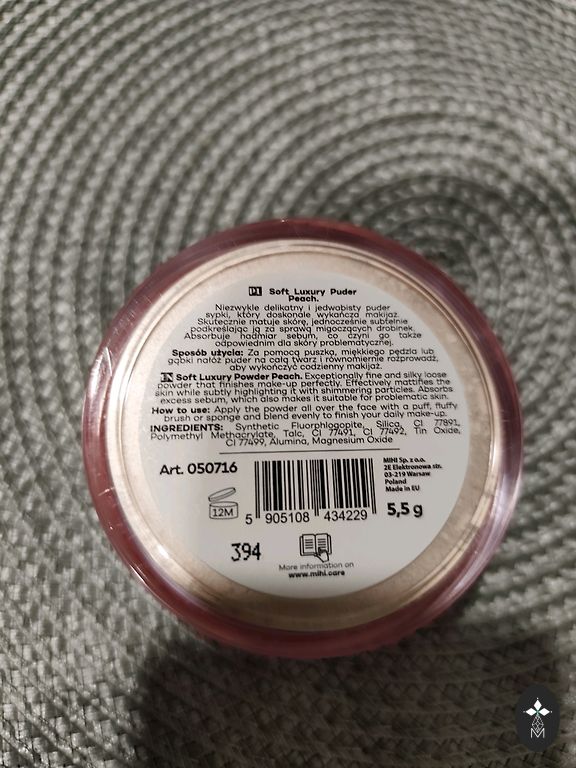 PL Soft Luxury Puder
Peach.
Niezwykle delikatny i jedwabisty puder
sypki, który doskonale wykańcza makijaż.
Skutecznie matuje skórę, jednocześnie subtelnie
podkreślając ją za sprawą migoczących drobinek.
Absorbuje nadmiar sebum, co czyni go także
odpowiednim dla skóry problematycznej.
Sposób użycia: Za pomocą puszka, miękkiego pędzla lub
gąbki nałóż puder na całą twarz i równomiernie rozprowadź,
aby wykończyć codzienny makijaż.
EN Soft Luxury Powder Peach. Exceptionally fine and silky loose
powder that finishes make-up perfectly. Effectively mattifies the
skin while subtly highlighting it with shimmering particles. Absorbs
excess sebum, which also makes it suitable for problematic skin.
How to use: Apply the powder all over the face with a puff, fluffy
brush or sponge and blend evenly to finish your daily make-up.
INGREDIENTS: Synthetic Fluorphlogopite, Silica, CI 77891,
Polymethyl Methacrylate, Talc, CI 77491, CI 77492, Tin Oxide,
CI 77499, Alumina, Magnesium Oxide
Art. 050716
MIHI Sp. z o.o.
2E Elektronowa str.
03-219 Warsaw
Poland
Made in EU
12M
5 905108 434229
5,5 g
394
More information on
www.mihi.care
M